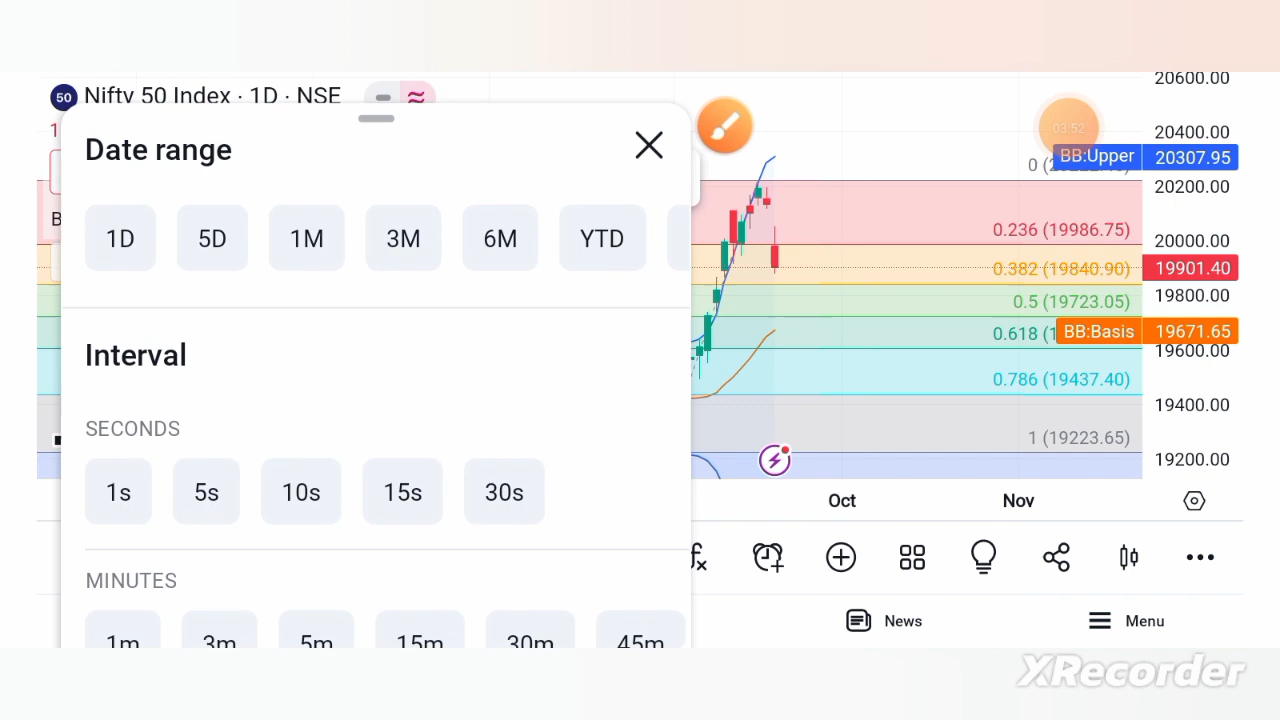 50 Nifty 50 Index · 1D · NSE
Date range
1D 5D 1M 3M 6M YTD
Interval
SECONDS
1s 5s 10s 15s 30s
MINUTES
1m 3m 5m 15m 30m 45m
03:52
20600.00
20400.00
BB:Upper 20307.95
20200.00
0.236 (19986.75)
20000.00
0.382 (19840.90)
19901.40
0.5 (19723.05)
19800.00
0.618
BB:Basis 19671.65
19600.00
0.786 (19437.40)
19400.00
1 (19223.65)
19200.00
Oct Nov
News Menu
XRecorder